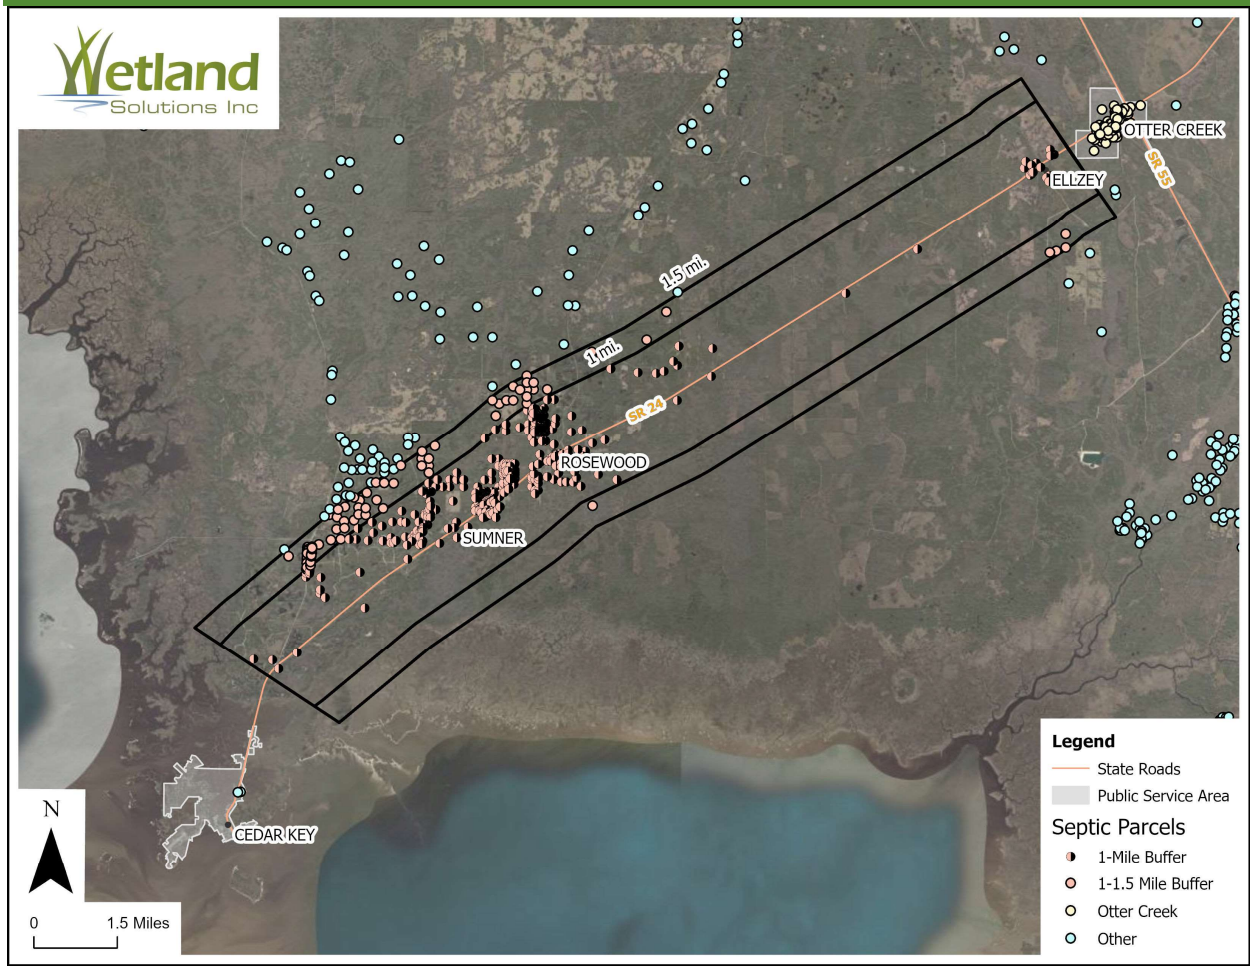 Wetland
Solutions Inc
OTTER CREEK
SR 55
ELLZEY
1.5 mi.
1 mi.
SR 24
ROSEWOOD
SUMNER
CEDAR KEY
N
0 1.5 Miles
Legend
State Roads
Public Service Area
Septic Parcels
1-Mile Buffer
1-1.5 Mile Buffer
Otter Creek
Other